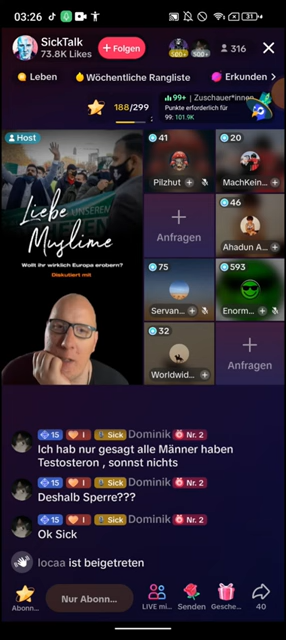 03:26
31
SickTalk
73.8K Likes
+ Folgen
500+
500+
316
Leben
Wöchentliche Rangliste
Erkunden
188/299
99+ | Zuschauer*innen
Punkte erforderlich für
99: 101.9K
Host
Liebe
Muslime
Wollt ihr wirklich Europa erobern?
Diskutiert mit
41
Pilzhut
20
MachKein...
Anfragen
46
Ahadun A...
75
Servan...
593
Enorm...
32
Worldwid...
Anfragen
15 I Sick Dominik Nr. 2
Ich hab nur gesagt alle Männer haben
Testosteron , sonst nichts
15 I Sick Dominik Nr. 2
Deshalb Sperre???
15 I Sick Dominik Nr. 2
Ok Sick
locaa ist beigetreten
Abonn...
Nur Abonn...
LIVE mi...
Senden
Gesche...
40